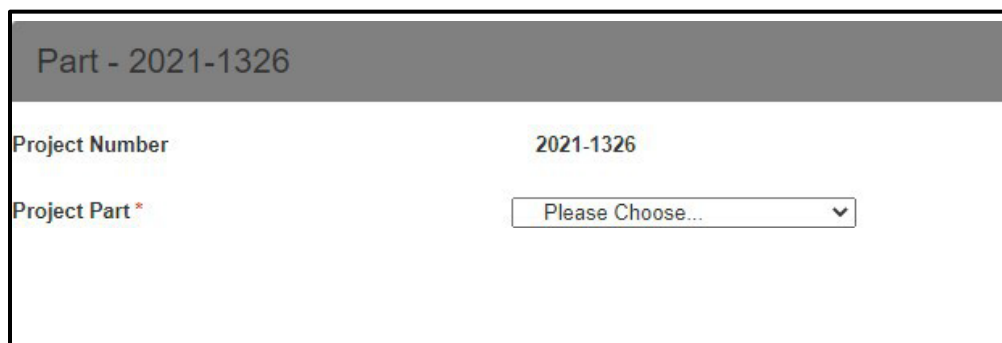 Part - 2021-1326
Project Number 2021-1326
Project Part * Please Choose...